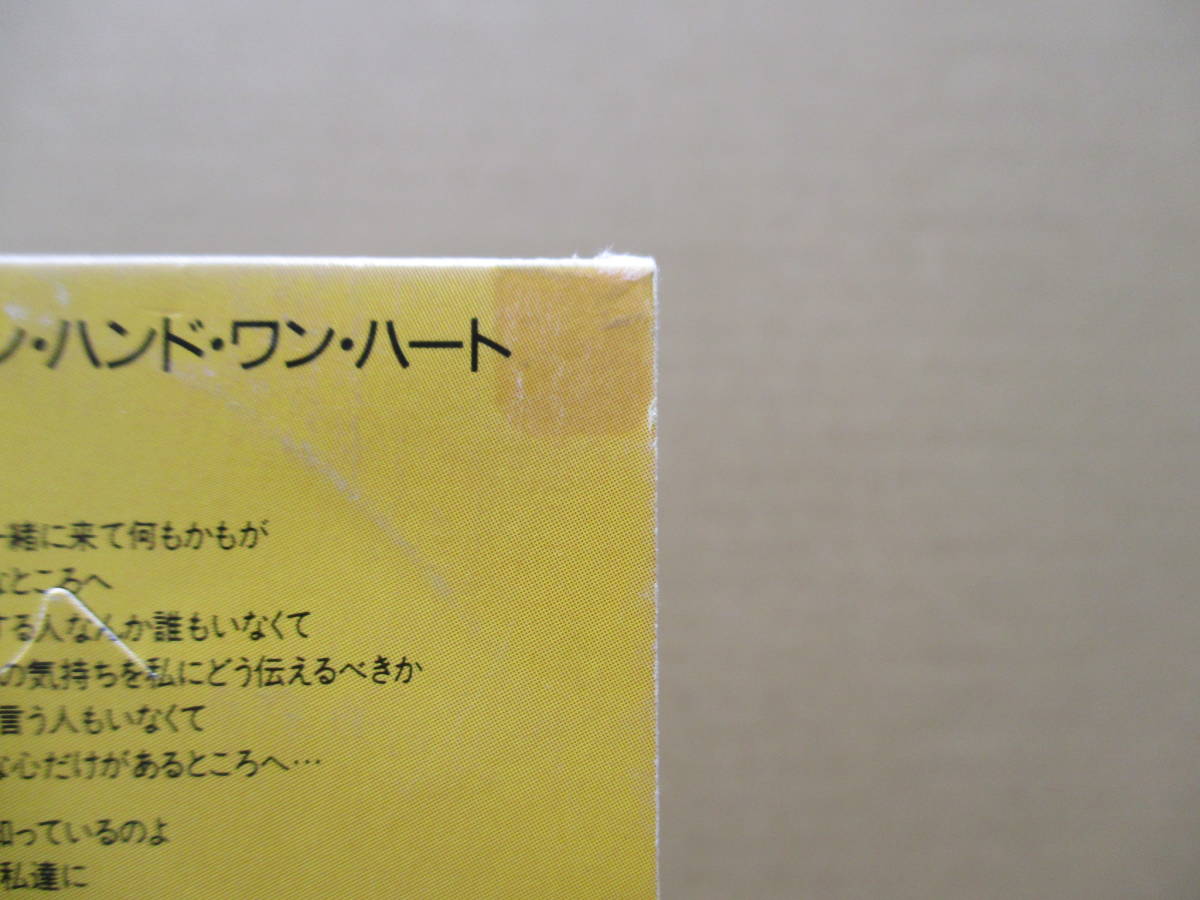 ン・ハンド・ワン・ハート
一緒に来て何もかもが
なところへ
する人なんか誰もいなくて
の気持ちを私にどう伝えるべきか
言う人もいなくて
な心だけがあるところへ…
知っているのよ
私達に